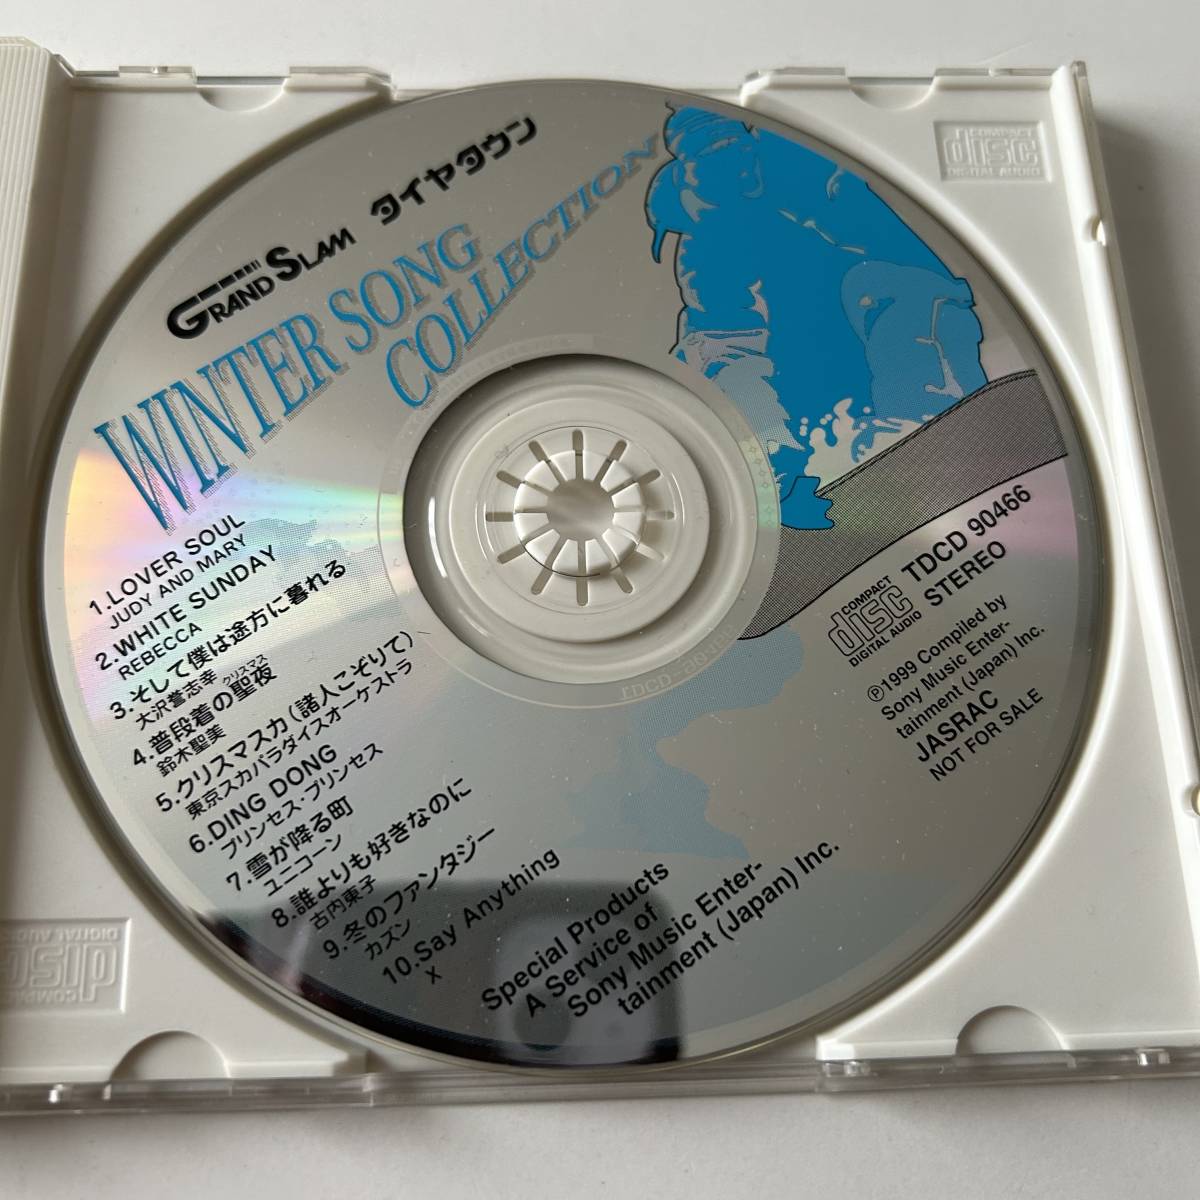 GRAND SLAM タイヤタウン
WINTER SONG
COLLECTION
1.LOVER SOUL
JUDY AND MARY
2.WHITE SUNDAY
REBECCA
3.そして僕は途方に暮れる
大沢誉志幸
クリスマス
4.普段着の聖夜
鈴木聖美
5.クリスマスカ(諸人こぞりて)
東京スカパラダイスオーケストラ
6.DING DONG
プリンセス・プリンセス
7.雪が降る町
ユニコーン
8.誰よりも好きなのに
古内東子
9.冬のファンタジー
カズン
10.Say Anything
X
Special Products
A Service of
Sony Music Enter-
tainment (Japan) Inc.
COMPACT
disc
DIGITAL AUDIO
TDCD 90466
STEREO
℗1999 Compiled by
Sony Music Enter-
tainment (Japan) Inc.
JASRAC
NOT FOR SALE
COMPACT
disc
DIGITAL AUDIO
COMPACT
disc
DIGITAL AUDIO